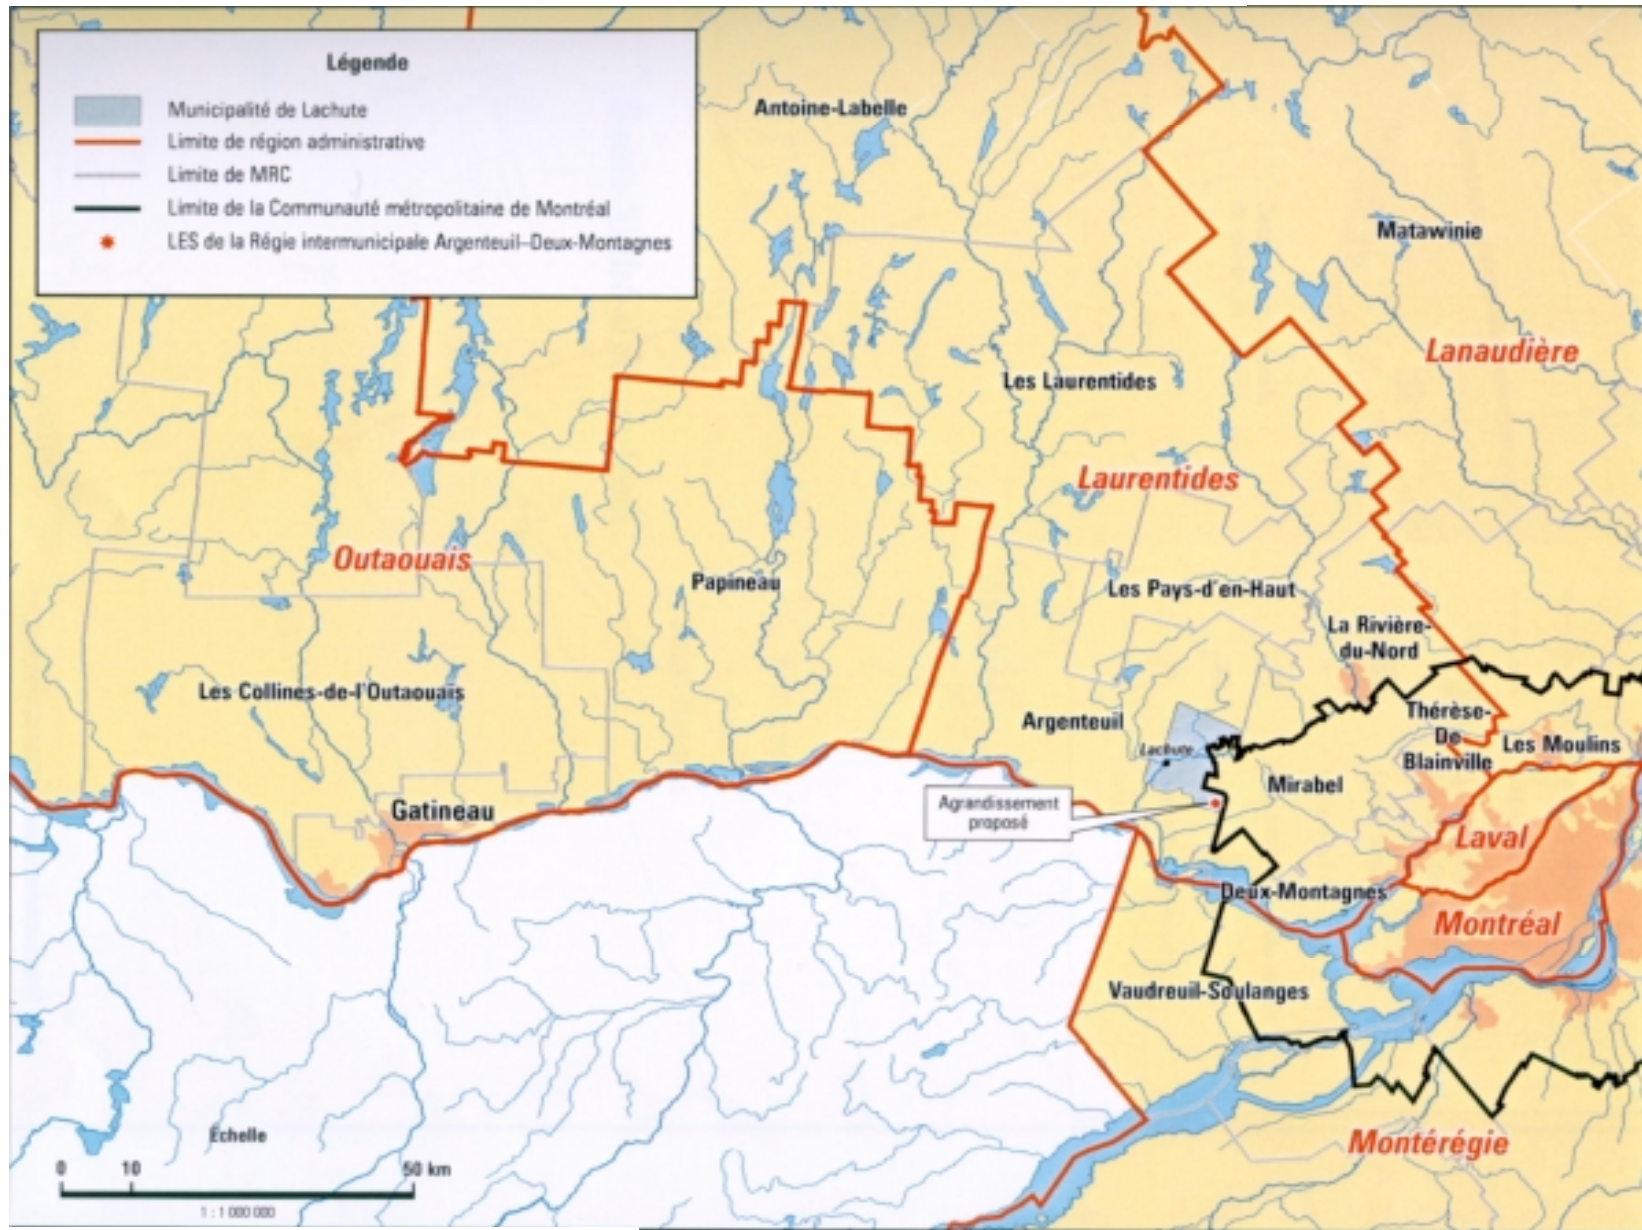 Légende
Municipalité de Lachute
Limite de région administrative
Limite de MRC
Limite de la Communauté métropolitaine de Montréal
LES de la Régie intermunicipale Argenteuil–Deux-Montagnes
Antoine-Labelle
Matawinie
Lanaudière
Les Laurentides
Laurentides
Outaouais
Papineau
Les Pays-d'en-Haut
La Rivière-
du-Nord
Les Collines-de-l'Outaouais
Argenteuil
Lachute
Thérèse-
De
Blainville
Les Moulins
Mirabel
Agrandissement
proposé
Gatineau
Laval
Deux-Montagnes
Montréal
Vaudreuil-Soulanges
Montérégie
Échelle
0 10 50 km
1 : 1 000 000